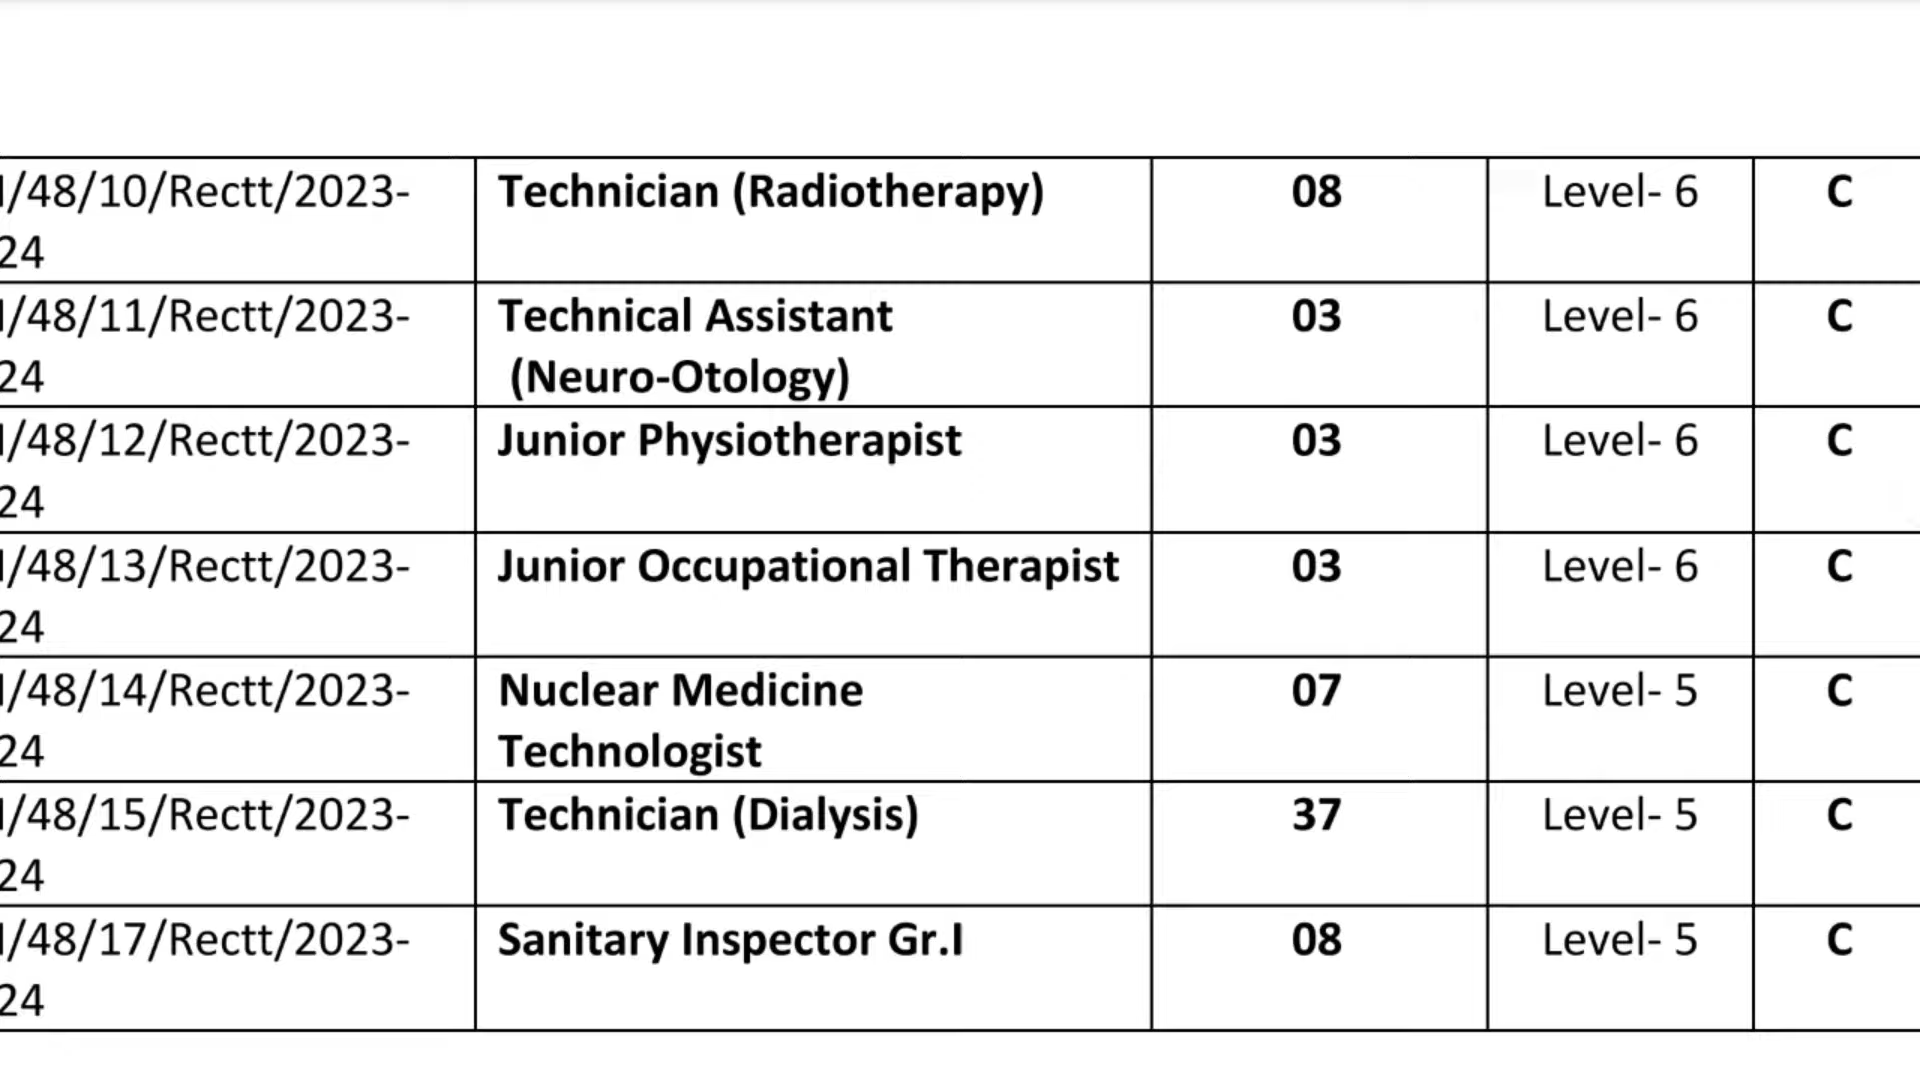 /48/10/Rectt/2023- Technician (Radiotherapy) 08 Level- 6 C
24
/48/11/Rectt/2023- Technical Assistant 03 Level- 6 C
24 (Neuro-Otology)
/48/12/Rectt/2023- Junior Physiotherapist 03 Level- 6 C
24
/48/13/Rectt/2023- Junior Occupational Therapist 03 Level- 6 C
24
/48/14/Rectt/2023- Nuclear Medicine 07 Level- 5 C
24 Technologist
/48/15/Rectt/2023- Technician (Dialysis) 37 Level- 5 C
24
/48/17/Rectt/2023- Sanitary Inspector Gr.I 08 Level- 5 C
24